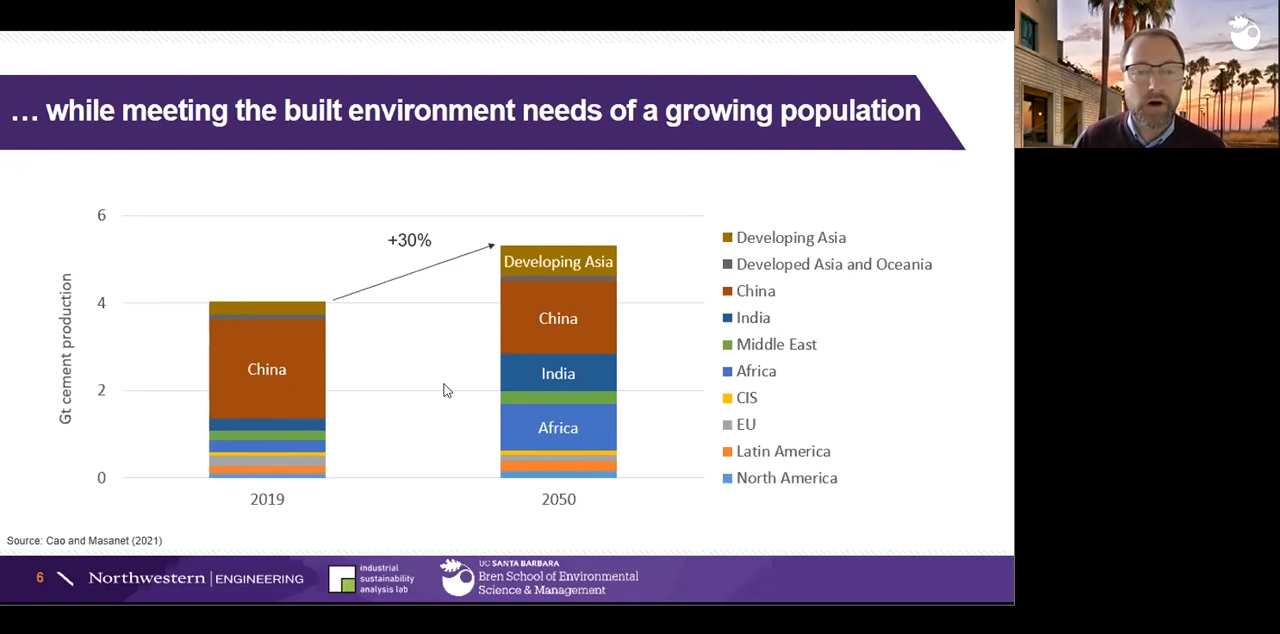 … while meeting the built environment needs of a growing population
6
4
2
0
Gt cement production
+30%
China
Developing Asia
China
India
Africa
2019
2050
Developing Asia
Developed Asia and Oceania
China
India
Middle East
Africa
CIS
EU
Latin America
North America
Source: Cao and Masanet (2021)
6
Northwestern | ENGINEERING
industrial
sustainability
analysis lab
UC SANTA BARBARA
Bren School of Environmental
Science & Management